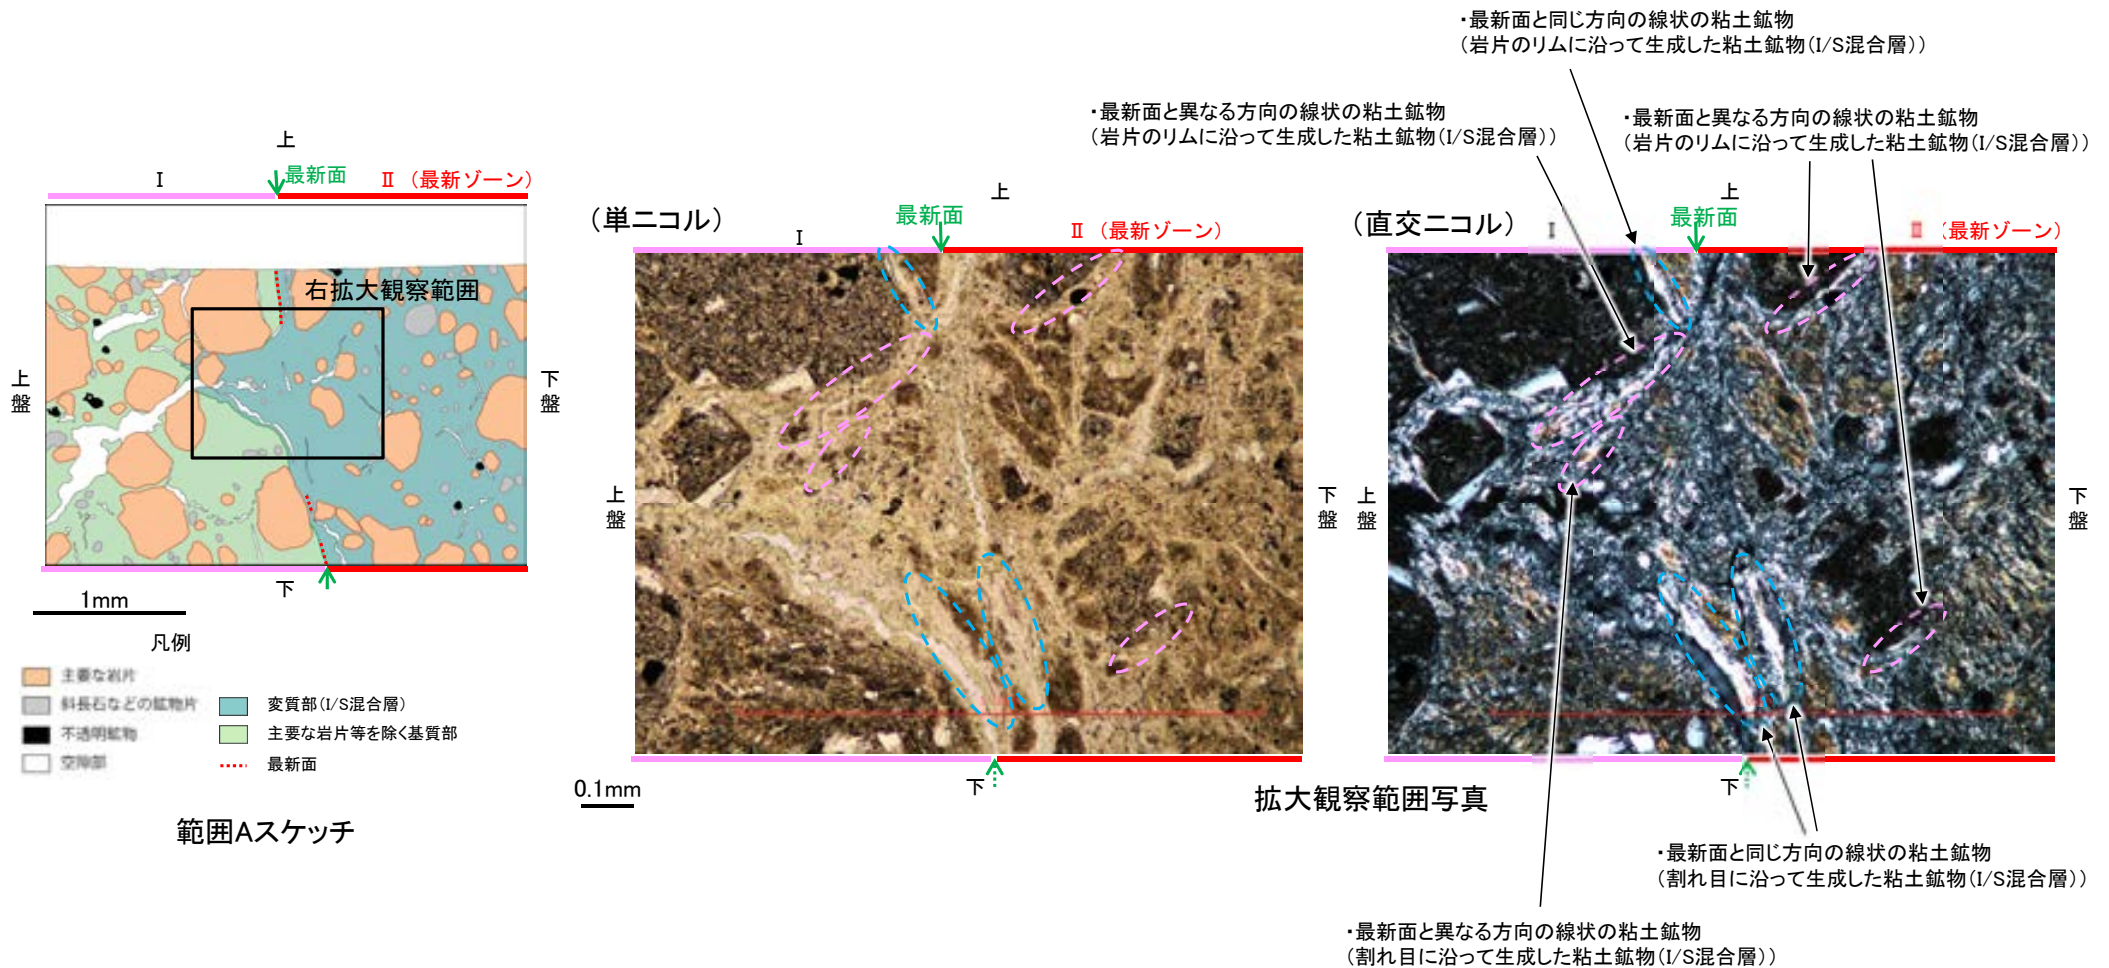 ・最新面と同じ方向の線状の粘土鉱物
(岩片のリムに沿って生成した粘土鉱物(I/S混合層))
・最新面と異なる方向の線状の粘土鉱物
(岩片のリムに沿って生成した粘土鉱物(I/S混合層))
・最新面と異なる方向の線状の粘土鉱物
(岩片のリムに沿って生成した粘土鉱物(I/S混合層))
上
Ⅰ
最新面
Ⅱ (最新ゾーン)
右拡大観察範囲
上盤
下盤
下
1mm
凡例
主要な岩片
斜長石などの鉱物片
不透明鉱物
空隙部
変質部(I/S混合層)
主要な岩片等を除く基質部
最新面
範囲Aスケッチ
(単ニコル)
上
Ⅰ
最新面
Ⅱ (最新ゾーン)
上盤
下盤
下
0.1mm
(直交ニコル)
上
Ⅰ
最新面
Ⅱ (最新ゾーン)
上盤
下盤
下
拡大観察範囲写真
・最新面と同じ方向の線状の粘土鉱物
(割れ目に沿って生成した粘土鉱物(I/S混合層))
・最新面と異なる方向の線状の粘土鉱物
(割れ目に沿って生成した粘土鉱物(I/S混合層))